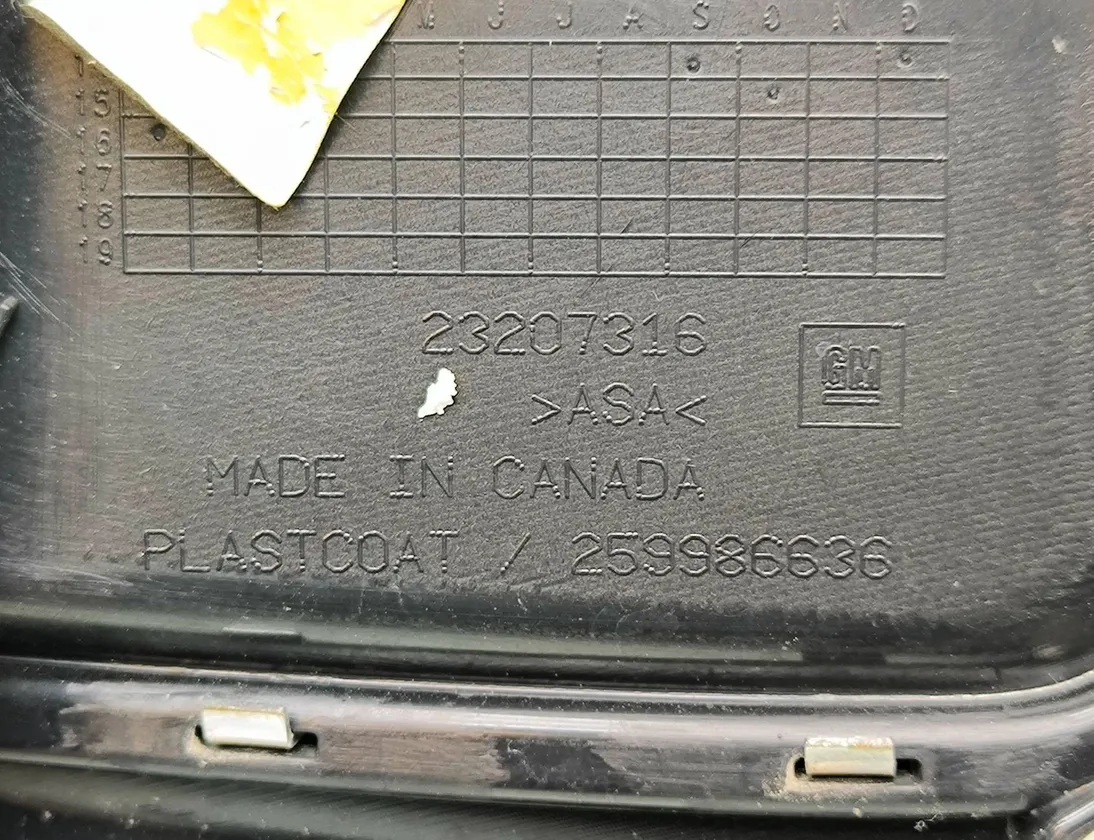 M J J A S O N D
15
16
17
18
19
23207316
GM
>ASA<
MADE IN CANADA
PLASTCOAT / 259986636